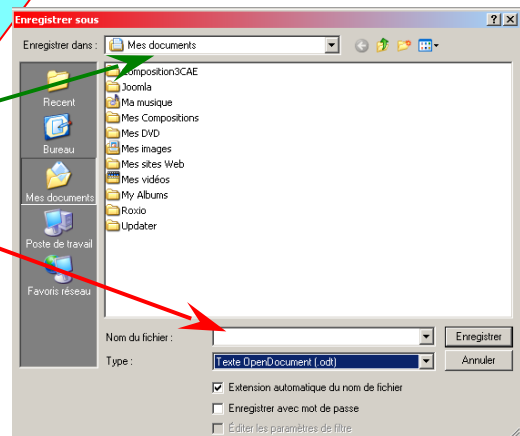 Enregistrer sous
Enregistrer dans : Mes documents
Composition3CAE
Joomla
Ma musique
Mes Compositions
Mes DVD
Mes images
Mes sites Web
Mes vidéos
My Albums
Roxio
Updater
Recent
Bureau
Mes documents
Poste de travail
Favoris réseau
Nom du fichier : Enregistrer
Type : Texte OpenDocument (.odt) Annuler
Extension automatique du nom de fichier
Enregistrer avec mot de passe
Éditer les paramètres de filtre